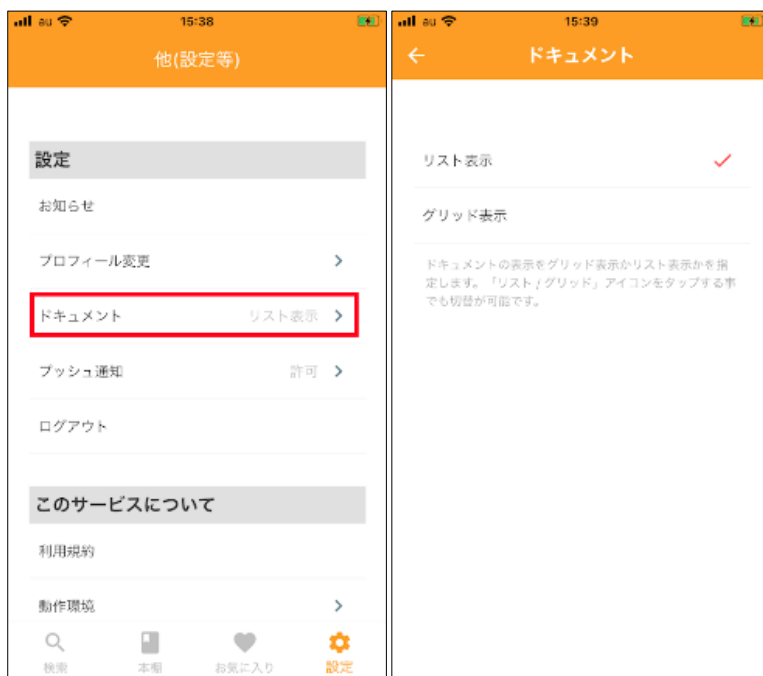 au
15:38
他(設定等)
設定
お知らせ
プロフィール変更
ドキュメント リスト表示
プッシュ通知 許可
ログアウト
このサービスについて
利用規約
動作環境
検索 本棚 お気に入り 設定
au
15:39
ドキュメント
リスト表示
グリッド表示
ドキュメントの表示をグリッド表示かリスト表示かを指
定します。「リスト / グリッド」アイコンをタップする事
でも切替が可能です。